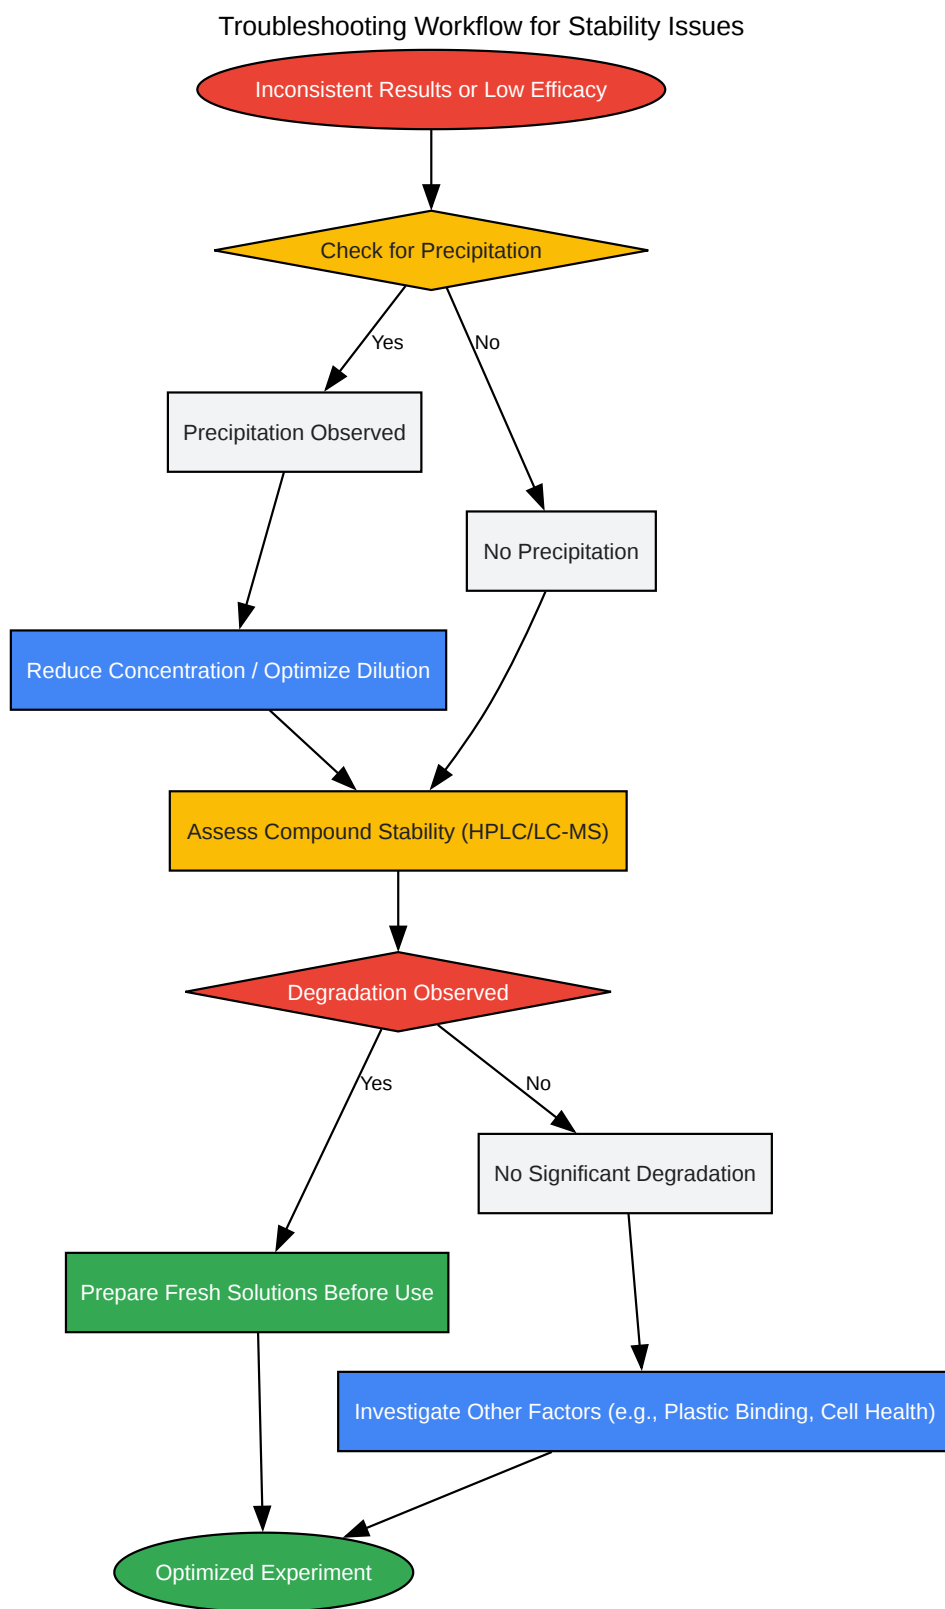 Troubleshooting Workflow for Stability Issues
Inconsistent Results or Low Efficacy
Check for Precipitation
Yes
No
Precipitation Observed
No Precipitation
Reduce Concentration / Optimize Dilution
Assess Compound Stability (HPLC/LC-MS)
Degradation Observed
Yes
No
No Significant Degradation
Prepare Fresh Solutions Before Use
Investigate Other Factors (e.g., Plastic Binding, Cell Health)
Optimized Experiment